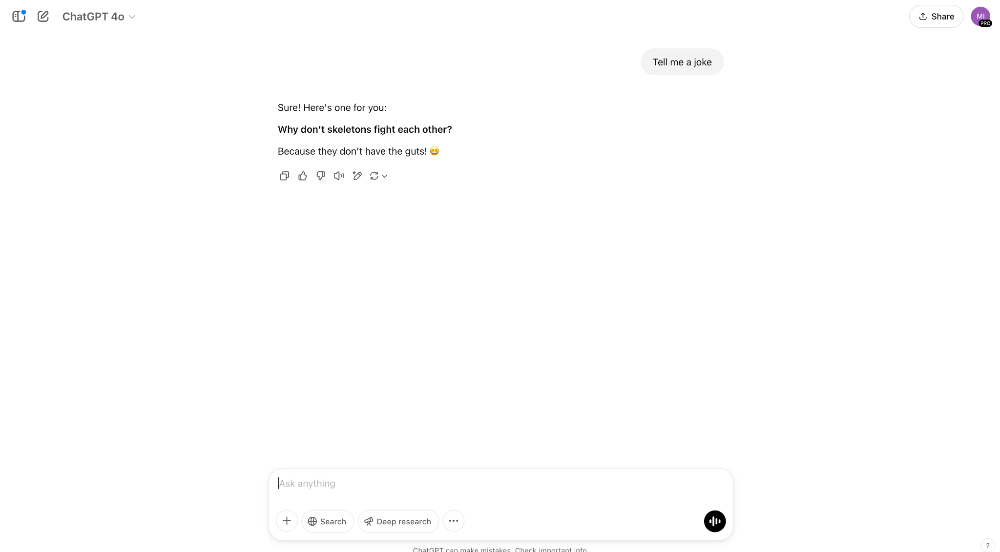 ChatGPT 4o
Share
MI
PRO
Tell me a joke
Sure! Here's one for you:
Why don’t skeletons fight each other?
Because they don’t have the guts! 😆
Ask anything
Search
Deep research
ChatGPT can make mistakes. Check important info.
?